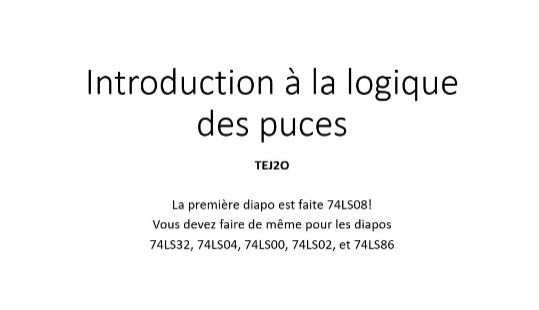 Introduction à la logique
des puces
TEJ2O
La première diapo est faite 74LS08!
Vous devez faire de même pour les diapos
74LS32, 74LS04, 74LS00, 74LS02, et 74LS86